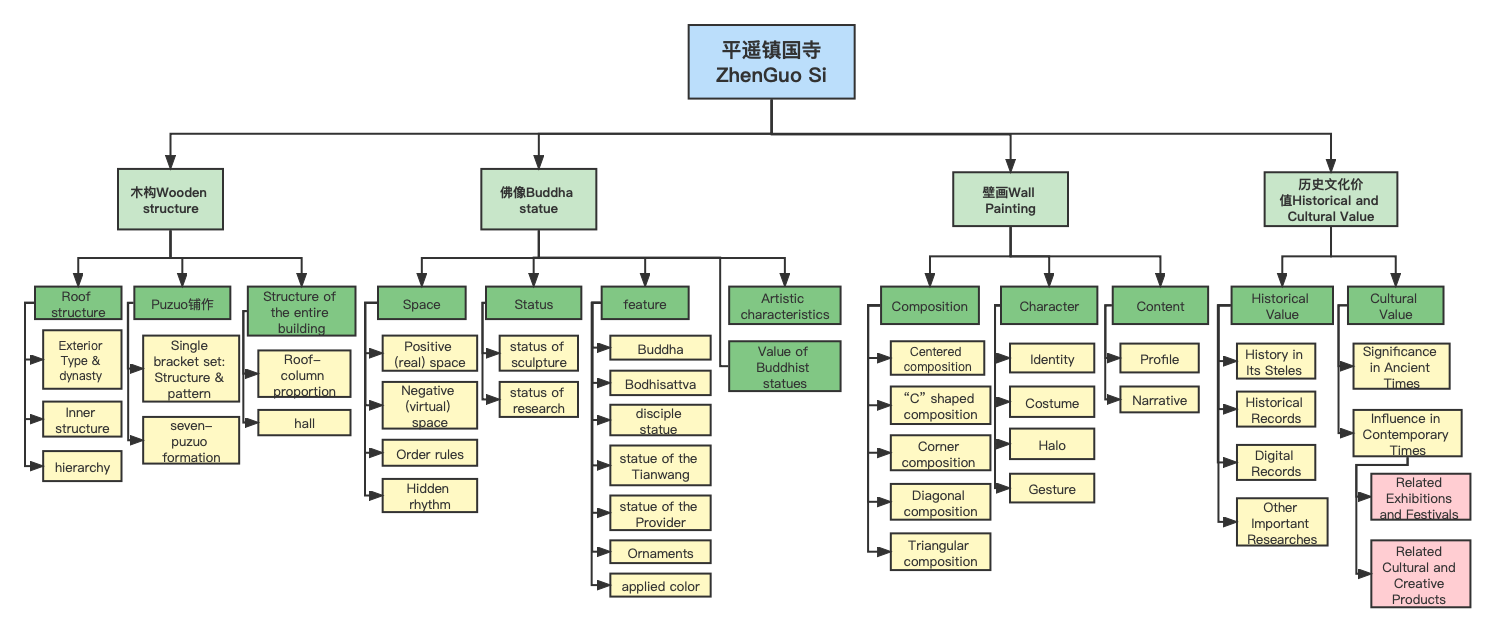 平遥镇国寺
ZhenGuo Si
木构Wooden
structure
佛像Buddha
statue
壁画Wall
Painting
历史文化价
值Historical and
Cultural Value
Roof
structure
Puzuo铺作
Structure of
the entire
building
Space
Status
feature
Artistic
characteristics
Value of
Buddhist
statues
Composition
Character
Content
Historical
Value
Cultural
Value
Exterior
Type &
dynasty
Inner
structure
hierarchy
Single
bracket set:
Structure &
pattern
seven–
puzuo
formation
Roof–
column
proportion
hall
Positive
(real) space
Negative
(virtual)
space
Order rules
Hidden
rhythm
status of
sculpture
status of
research
Buddha
Bodhisattva
disciple
statue
statue of the
Tianwang
statue of the
Provider
Ornaments
applied color
Centered
composition
“C” shaped
composition
Corner
composition
Diagonal
composition
Triangular
composition
Identity
Costume
Halo
Gesture
Profile
Narrative
History in
Its Steles
Historical
Records
Digital
Records
Other
Important
Researches
Significance
in Ancient
Times
Influence in
Contemporary
Times
Related
Exhibitions
and Festivals
Related
Cultural and
Creative
Products